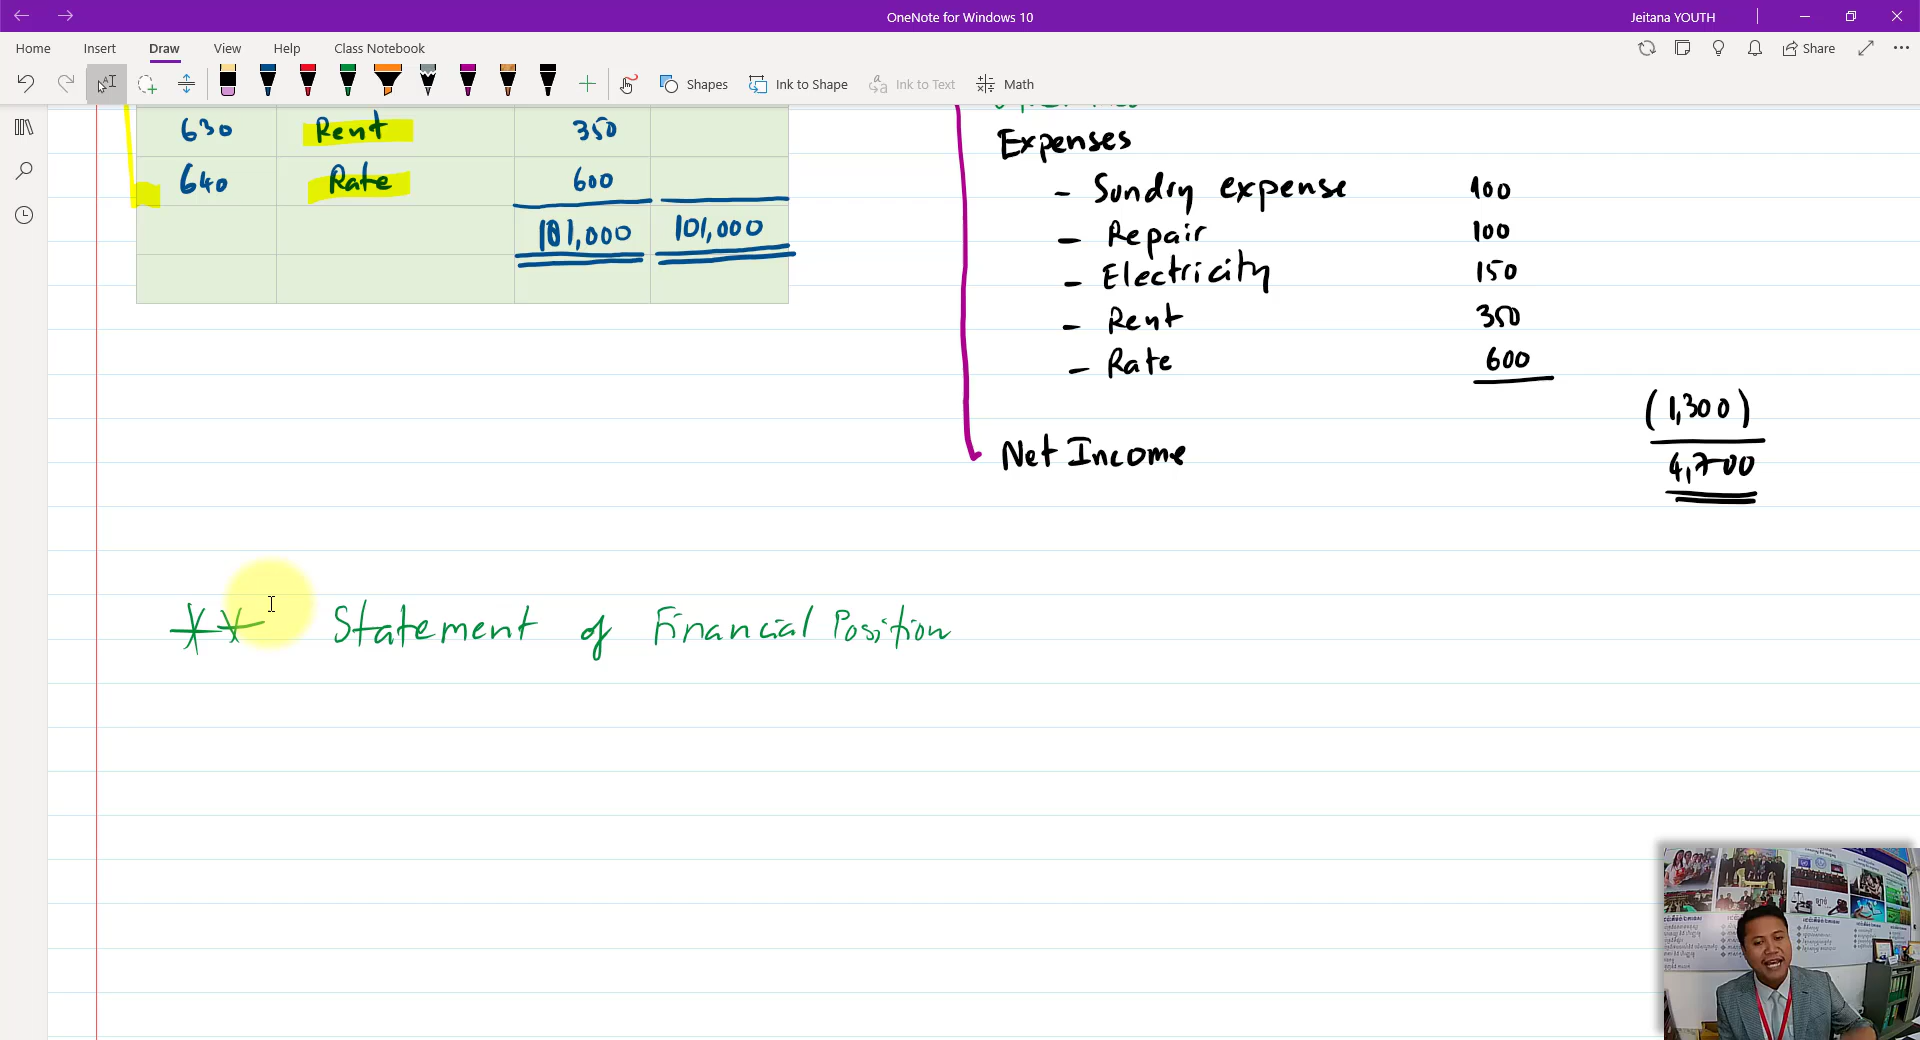 OneNote for Windows 10
Jeitana YOUTH
Home Insert Draw View Help Class Notebook
Share
Shapes Ink to Shape Ink to Text Math
630 Rent 350
640 Rate 600
101,000 101,000
Expenses
- Sundry expense 100
- Repair 100
- Electricity 150
- Rent 350
- Rate 600
(1,300)
Net Income 4,700
** Statement of Financial Position